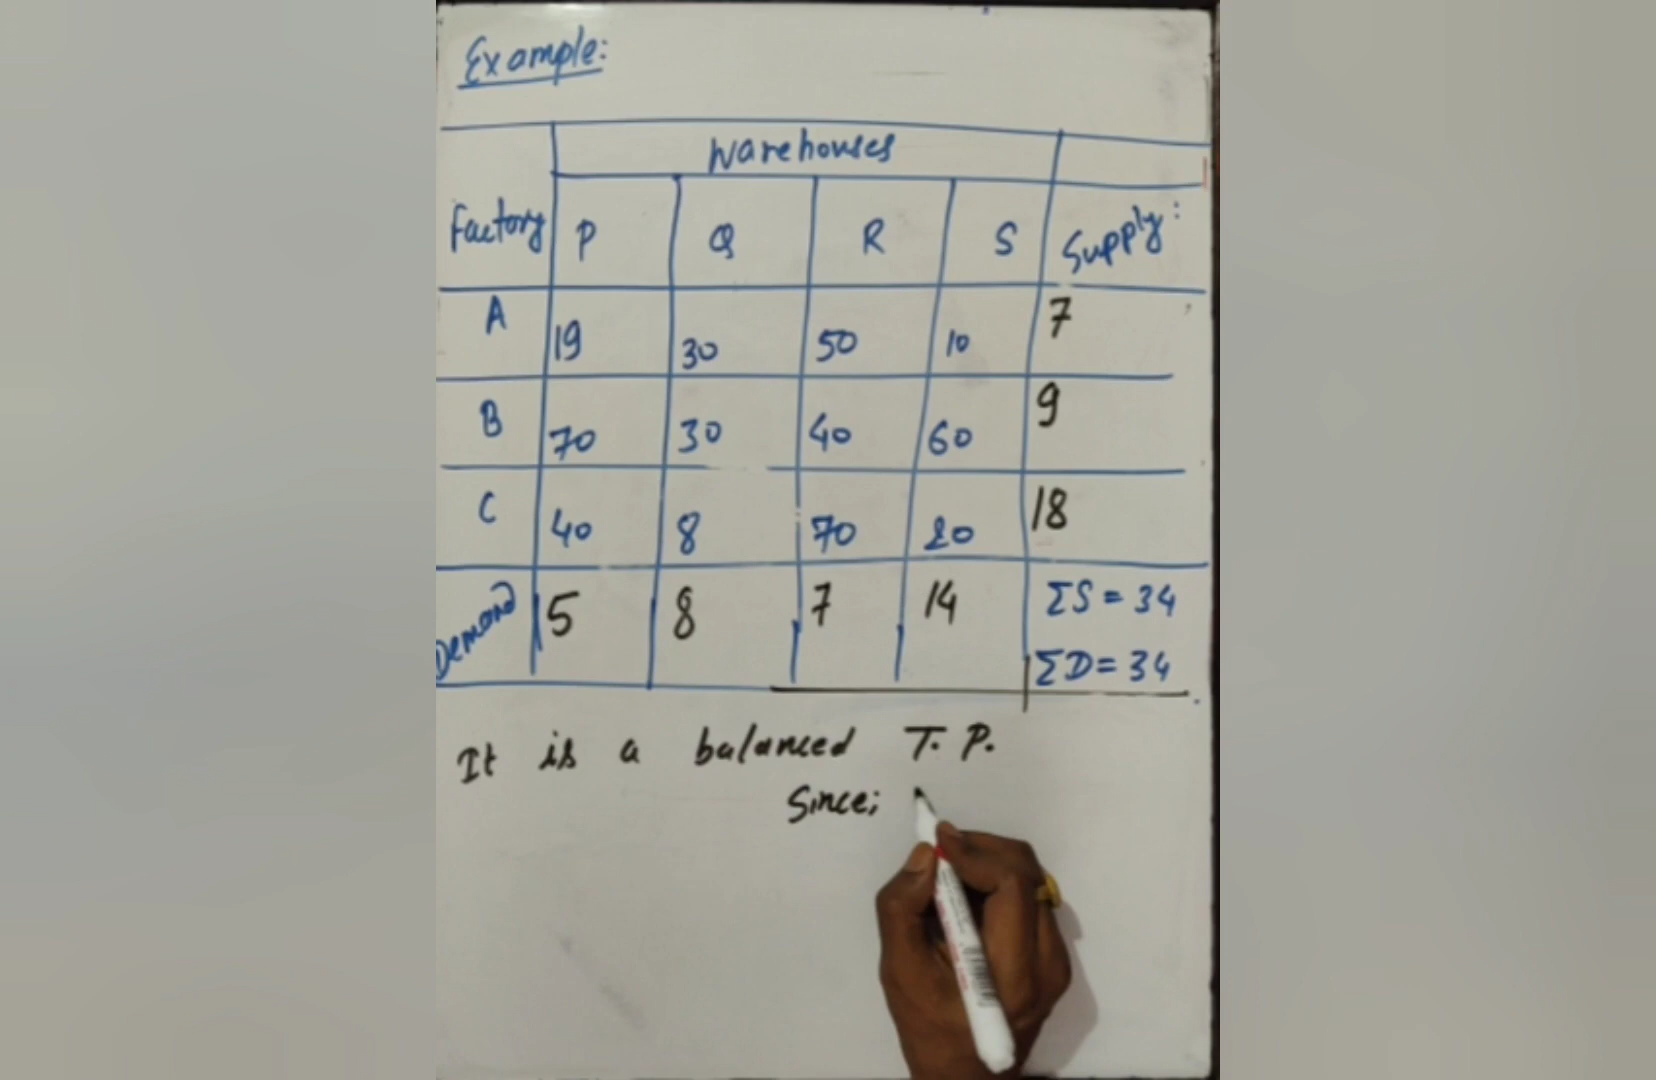 Example:
Warehouses
Factory P Q R S Supply:
A 19 30 50 10 7
B 70 30 40 60 9
C 40 8 70 20 18
Demand 5 8 7 14 ΣS = 34
ΣD = 34
It is a balanced T. P.
Since;